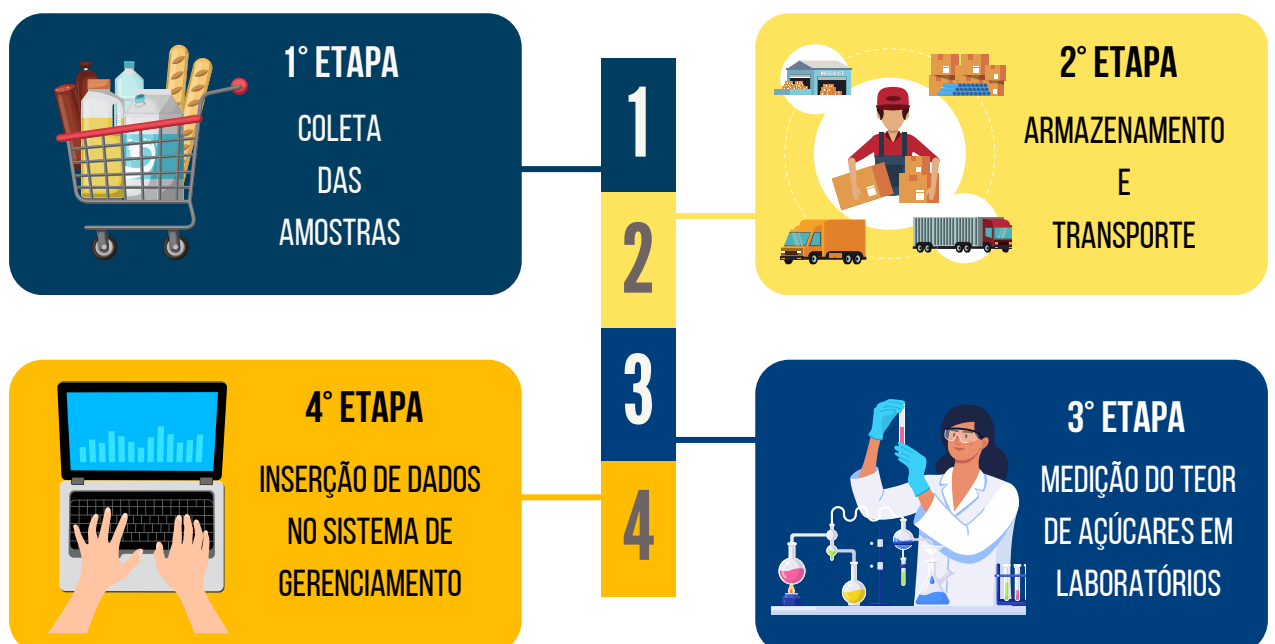 1° ETAPA
COLETA
DAS
AMOSTRAS
1
2
3
4
2° ETAPA
ARMAZENAMENTO
E
TRANSPORTE
WAREHOUSE
3° ETAPA
MEDIÇÃO DO TEOR
DE AÇÚCARES EM
LABORATÓRIOS
4° ETAPA
INSERÇÃO DE DADOS
NO SISTEMA DE
GERENCIAMENTO